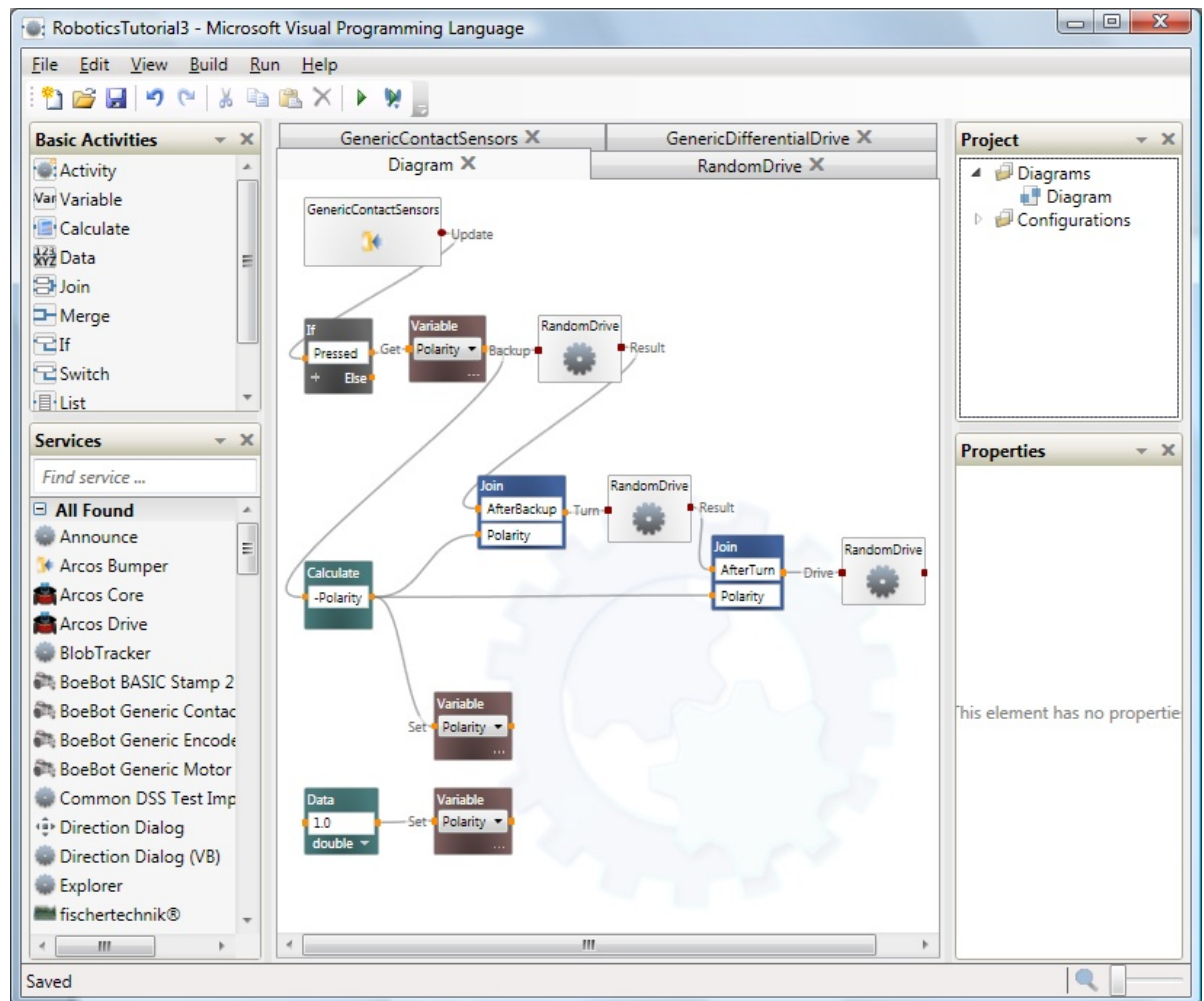 RoboticsTutorial3 - Microsoft Visual Programming Language
File Edit View Build Run Help
Basic Activities
Activity
Var Variable
Calculate
123 XYZ Data
Join
Merge
If
Switch
List
Services
Find service ...
All Found
Announce
Arcos Bumper
Arcos Core
Arcos Drive
BlobTracker
BoeBot BASIC Stamp 2
BoeBot Generic Contac
BoeBot Generic Encode
BoeBot Generic Motor
Common DSS Test Imp
Direction Dialog
Direction Dialog (VB)
Explorer
fischertechnik®
GenericContactSensors GenericDifferentialDrive
Diagram RandomDrive
GenericContactSensors
Update
If
Pressed
Else
Get
Variable
Polarity
...
Backup
RandomDrive
Result
Join
AfterBackup
Polarity
Turn
RandomDrive
Result
Join
AfterTurn
Polarity
Drive
RandomDrive
Calculate
-Polarity
Set
Variable
Polarity
...
Data
1.0
double
Set
Variable
Polarity
...
Project
Diagrams
Diagram
Configurations
Properties
This element has no propertie
Saved